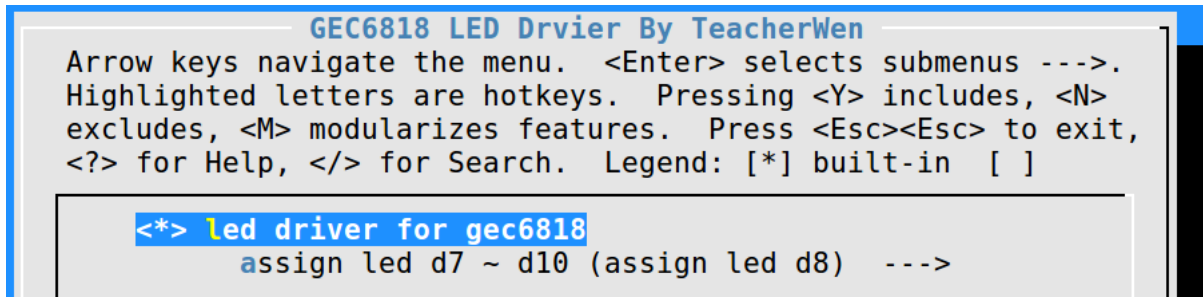 GEC6818 LED Drvier By TeacherWen
Arrow keys navigate the menu.  <Enter> selects submenus --->.
Highlighted letters are hotkeys.  Pressing <Y> includes, <N>
excludes, <M> modularizes features.  Press <Esc><Esc> to exit,
<?> for Help, </> for Search.  Legend: [*] built-in  [ ]
<*> led driver for gec6818
assign led d7 ~ d10 (assign led d8)  --->